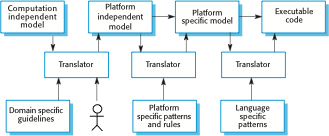 Computation
independent model
Platform
independent model
Platform
specific model
Executable
code
Translator
Translator
Translator
Domain specific
guidelines
Platform
specific patterns
and rules
Language
specific
patterns